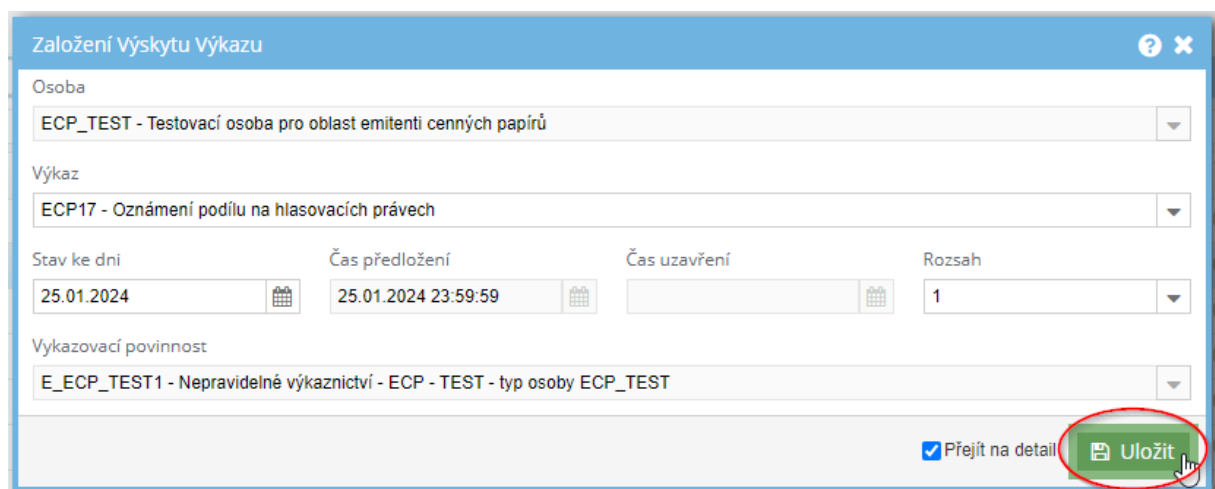 Založení Výskytu Výkazu
Osoba
ECP_TEST - Testovací osoba pro oblast emitenti cenných papírů
Výkaz
ECP17 - Oznámení podílu na hlasovacích právech
Stav ke dni Čas předložení Čas uzavření Rozsah
25.01.2024 25.01.2024 23:59:59 1
Vykazovací povinnost
E_ECP_TEST1 - Nepravidelné výkaznictví - ECP - TEST - typ osoby ECP_TEST
Přejít na detail Uložit